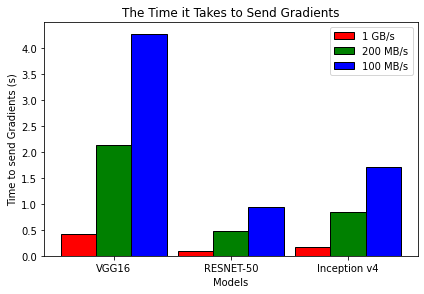 The Time it Takes to Send Gradients
1 GB/s
200 MB/s
100 MB/s
Time to send Gradients (s)
4.0
3.5
3.0
2.5
2.0
1.5
1.0
0.5
0.0
VGG16 RESNET-50 Inception v4
Models